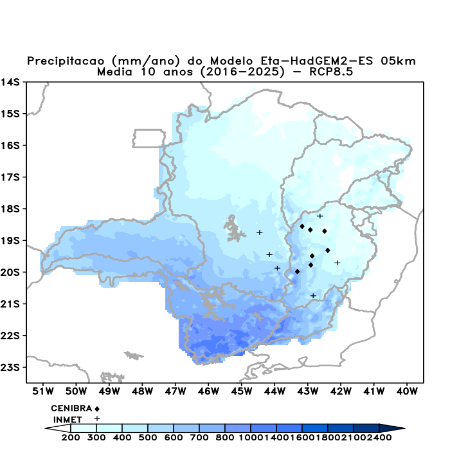 Precipitacao (mm/ano) do Modelo Eta-HadGEM2-ES 05km
Media 10 anos (2016-2025) - RCP8.5
14S
15S
16S
17S
18S
19S
20S
21S
22S
23S
51W 50W 49W 48W 47W 46W 45W 44W 43W 42W 41W 40W
CENIBRA
INMET
200 300 400 500 600 700 800 1000 1400 1600 1800 2100 2400